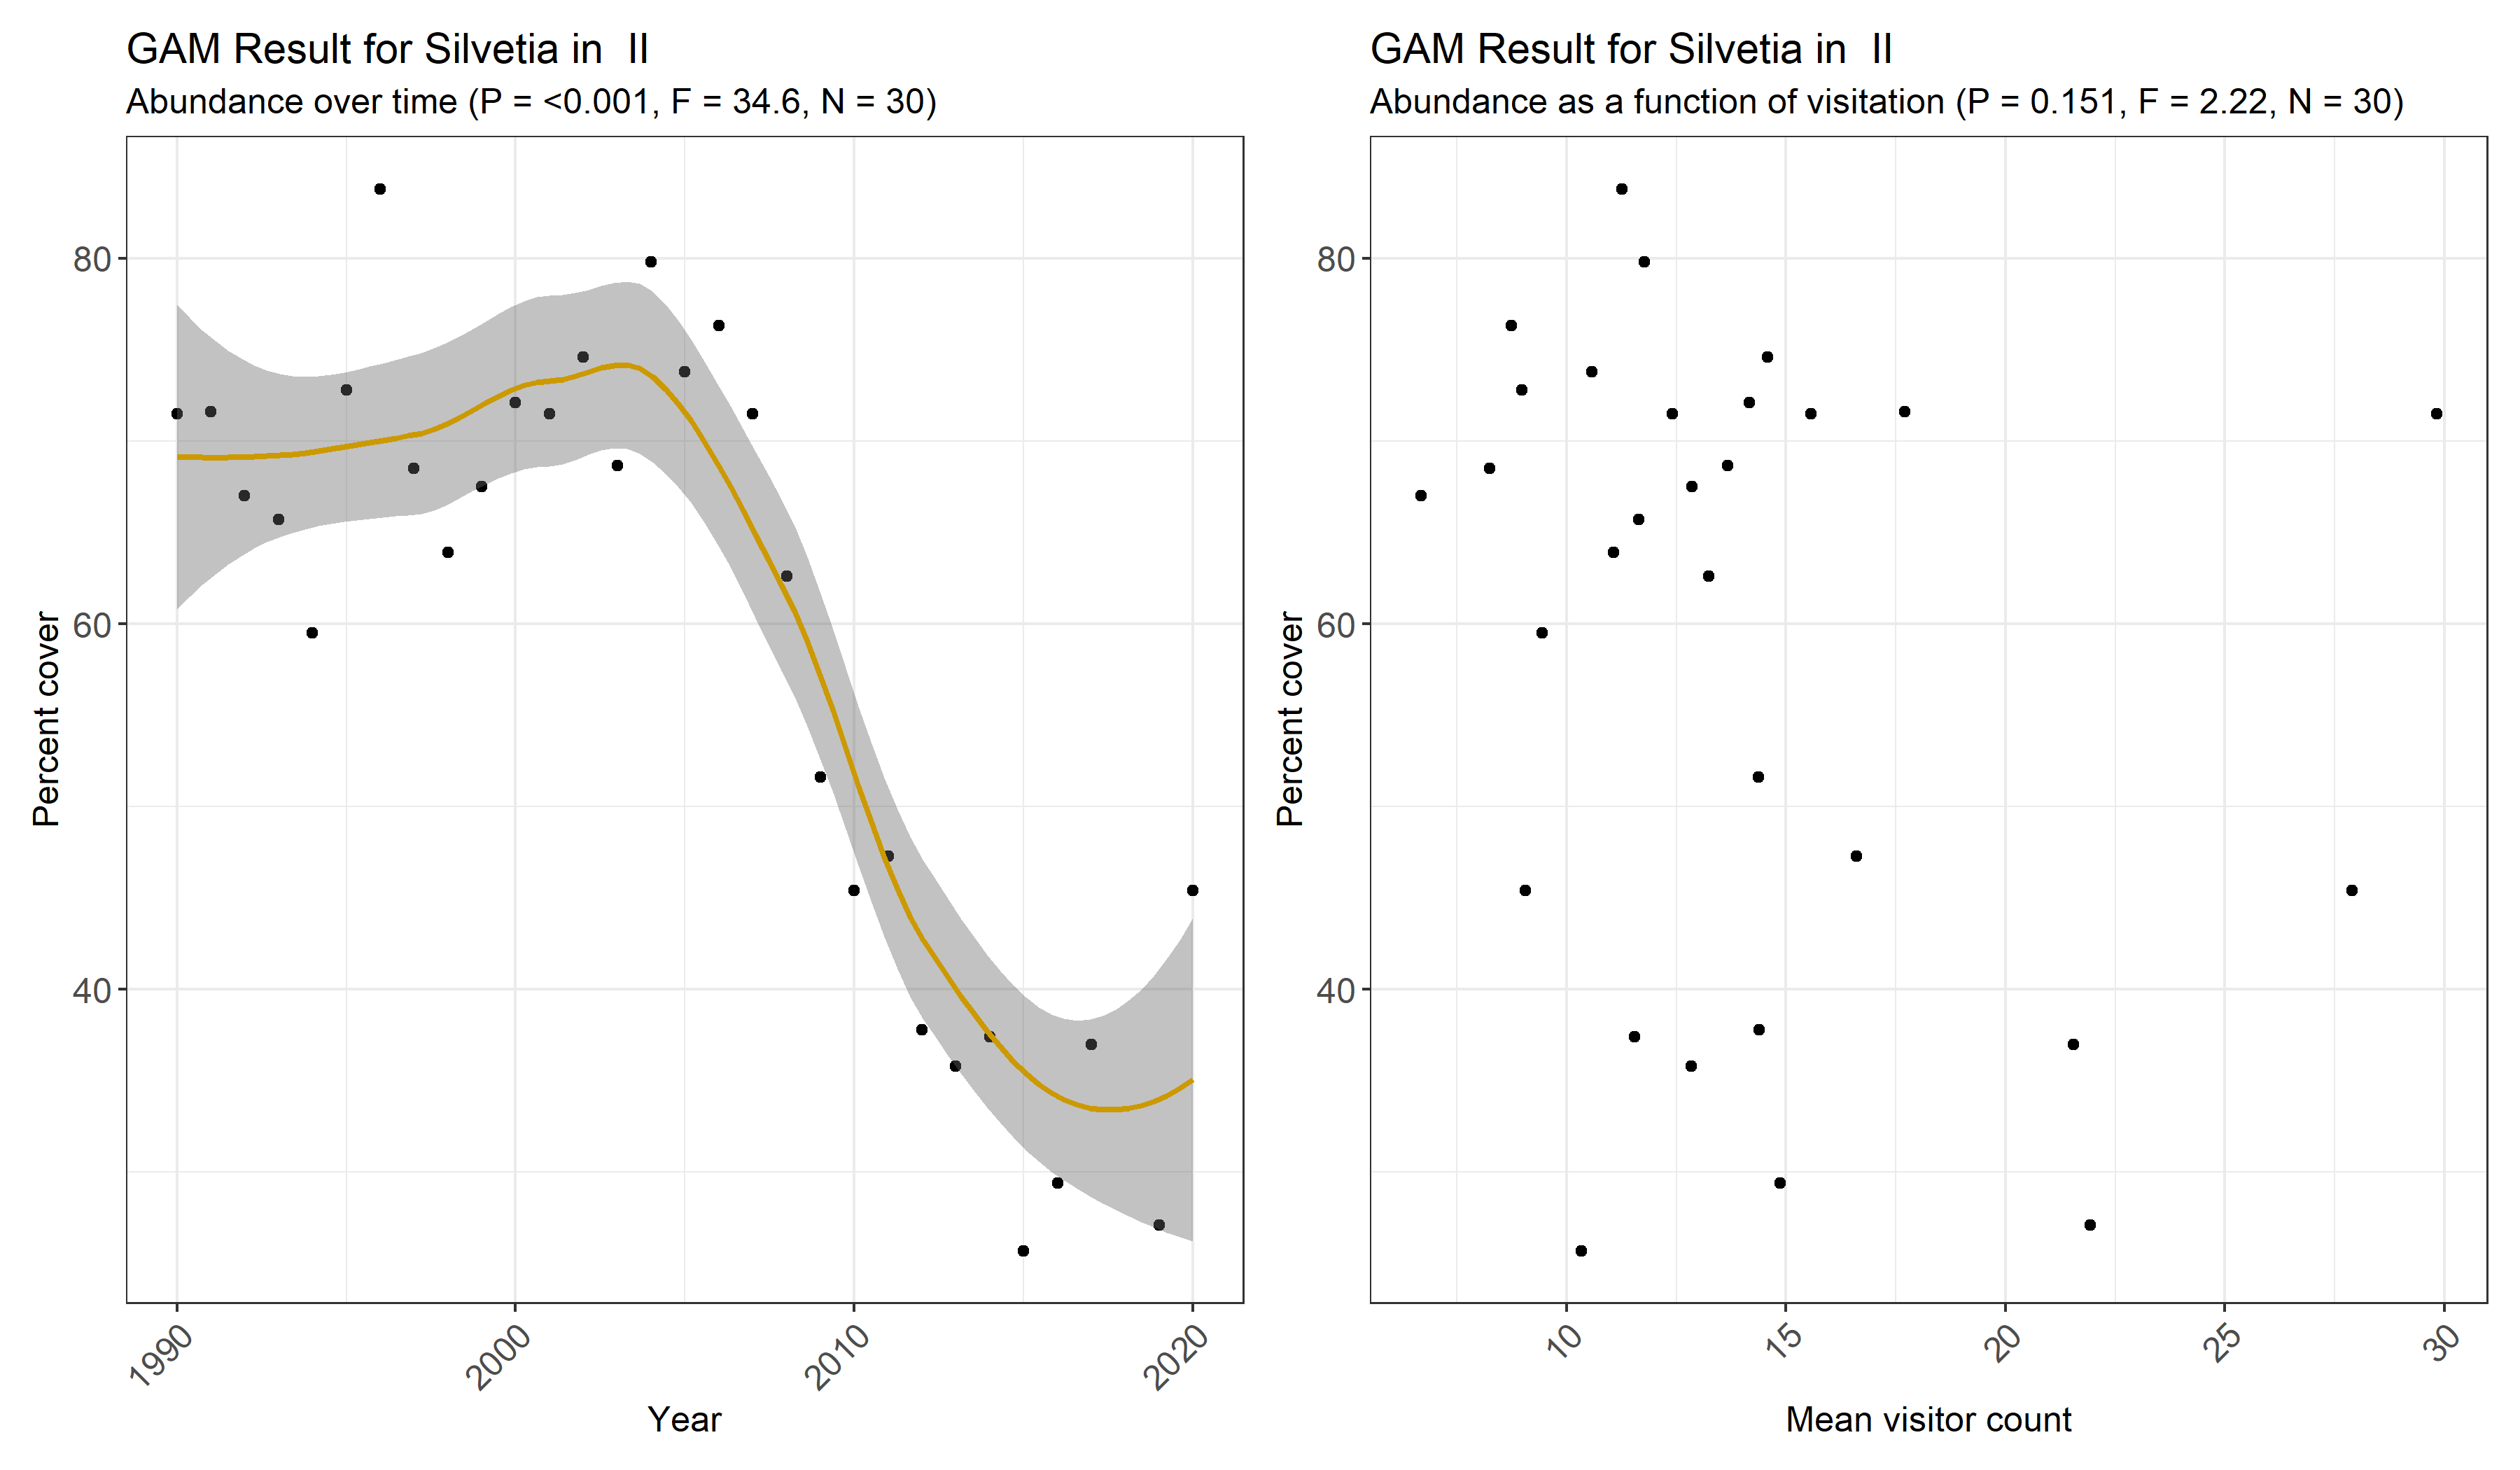 GAM Result for Silvetia in  II
Abundance over time (P = <0.001, F = 34.6, N = 30)
Percent cover
80
60
40
1990
2000
2010
2020
Year
GAM Result for Silvetia in  II
Abundance as a function of visitation (P = 0.151, F = 2.22, N = 30)
Percent cover
80
60
40
10
15
20
25
30
Mean visitor count